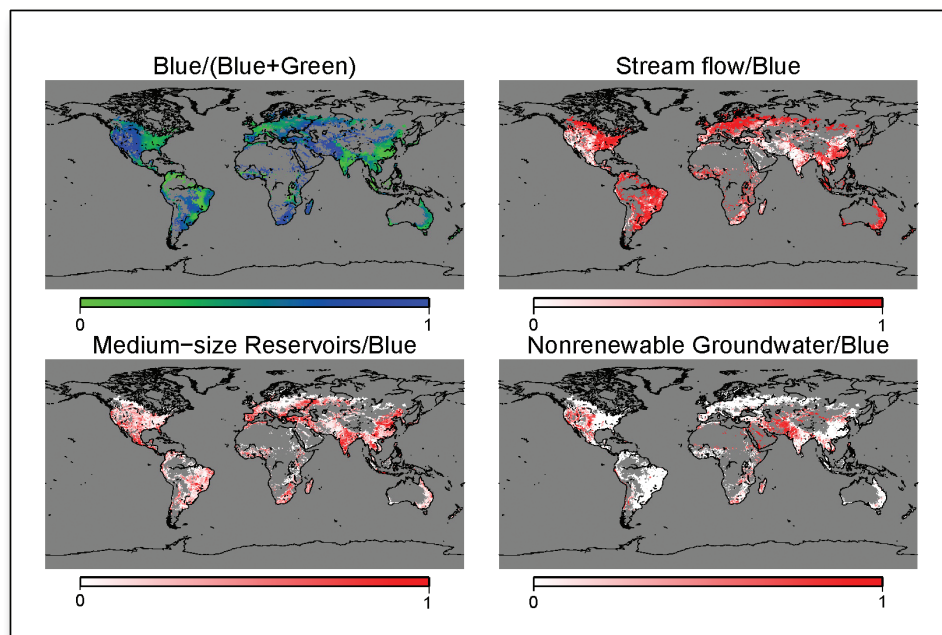 Blue/(Blue+Green)
Stream flow/Blue
0 1
0 1
Medium−size Reservoirs/Blue
Nonrenewable Groundwater/Blue
0 1
0 1